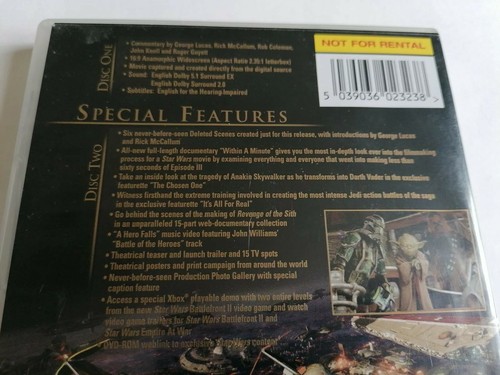 DISC ONE
• Commentary by George Lucas, Rick McCallum, Rob Coleman,
John Knoll and Roger Guyett
• 16:9 Anamorphic Widescreen (Aspect Ratio 2.35:1 letterbox)
• Movie captured and created directly from the digital source
• Sound: English Dolby 5.1 Surround EX
English Dolby Surround 2.0
• Subtitles: English for the Hearing-Impaired
NOT FOR RENTAL
5 039036 023238 >
SPECIAL FEATURES
DISC TWO
• Six never-before-seen Deleted Scenes created just for this release, with introductions by George Lucas
and Rick McCallum
• All-new full-length documentary "Within A Minute" gives you the most in-depth look ever into the filmmaking
process for a Star Wars movie by examining everything and everyone that went into making less than
sixty seconds of Episode III
• Take an inside look at the tragedy of Anakin Skywalker as he transforms into Darth Vader in the exclusive
featurette "The Chosen One"
• Witness firsthand the extreme training involved in creating the most intense Jedi action battles of the saga
in the exclusive featurette "It's All For Real"
• Go behind the scenes of the making of Revenge of the Sith
in an unparalleled 15-part web-documentary collection
• "A Hero Falls" music video featuring John Williams'
"Battle of the Heroes" track
• Theatrical teaser and launch trailer and 15 TV spots
• Theatrical posters and print campaign from around the world
• Never-before-seen Production Photo Gallery with special
caption feature
• Access a special Xbox® playable demo with two entire levels
from the new Star Wars Battlefront II video game and watch
video game trailers for Star Wars Battlefront II and
Star Wars Empire At War
• DVD-ROM weblink to exclusive Star Wars content